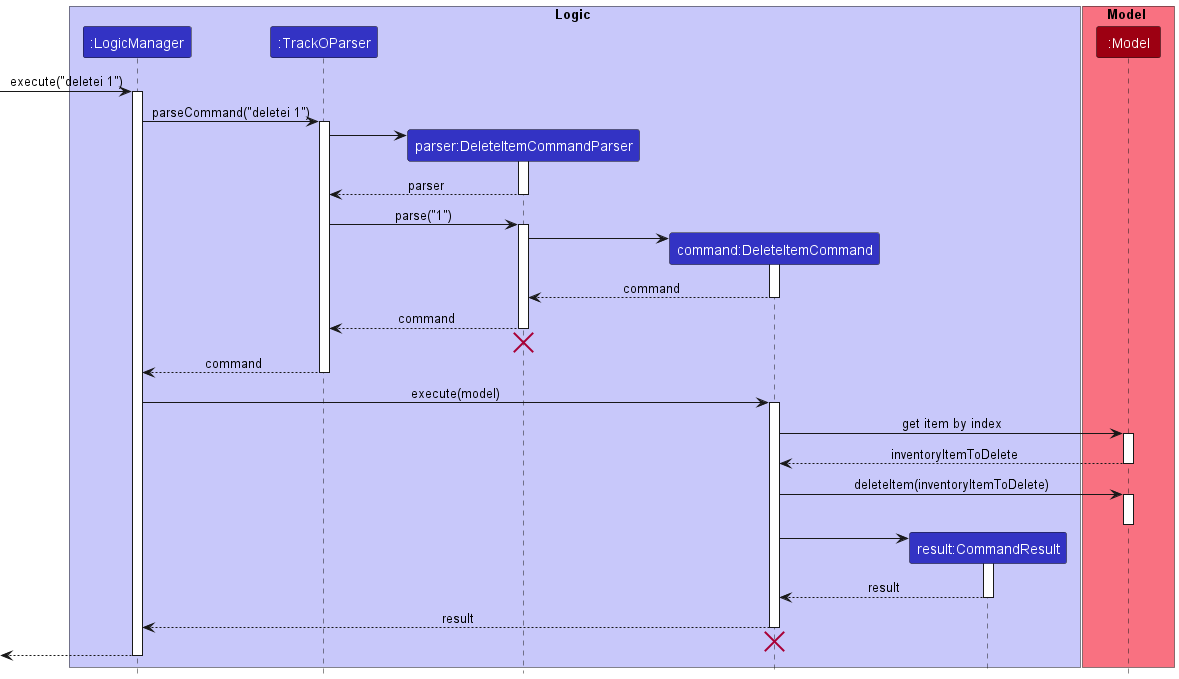 Logic
Model
:LogicManager
:TrackOParser
:Model
execute("deletei 1")
parseCommand("deletei 1")
parser:DeleteItemCommandParser
parser
parse("1")
command:DeleteItemCommand
command
command
command
execute(model)
get item by index
inventoryItemToDelete
deleteItem(inventoryItemToDelete)
result:CommandResult
result
result